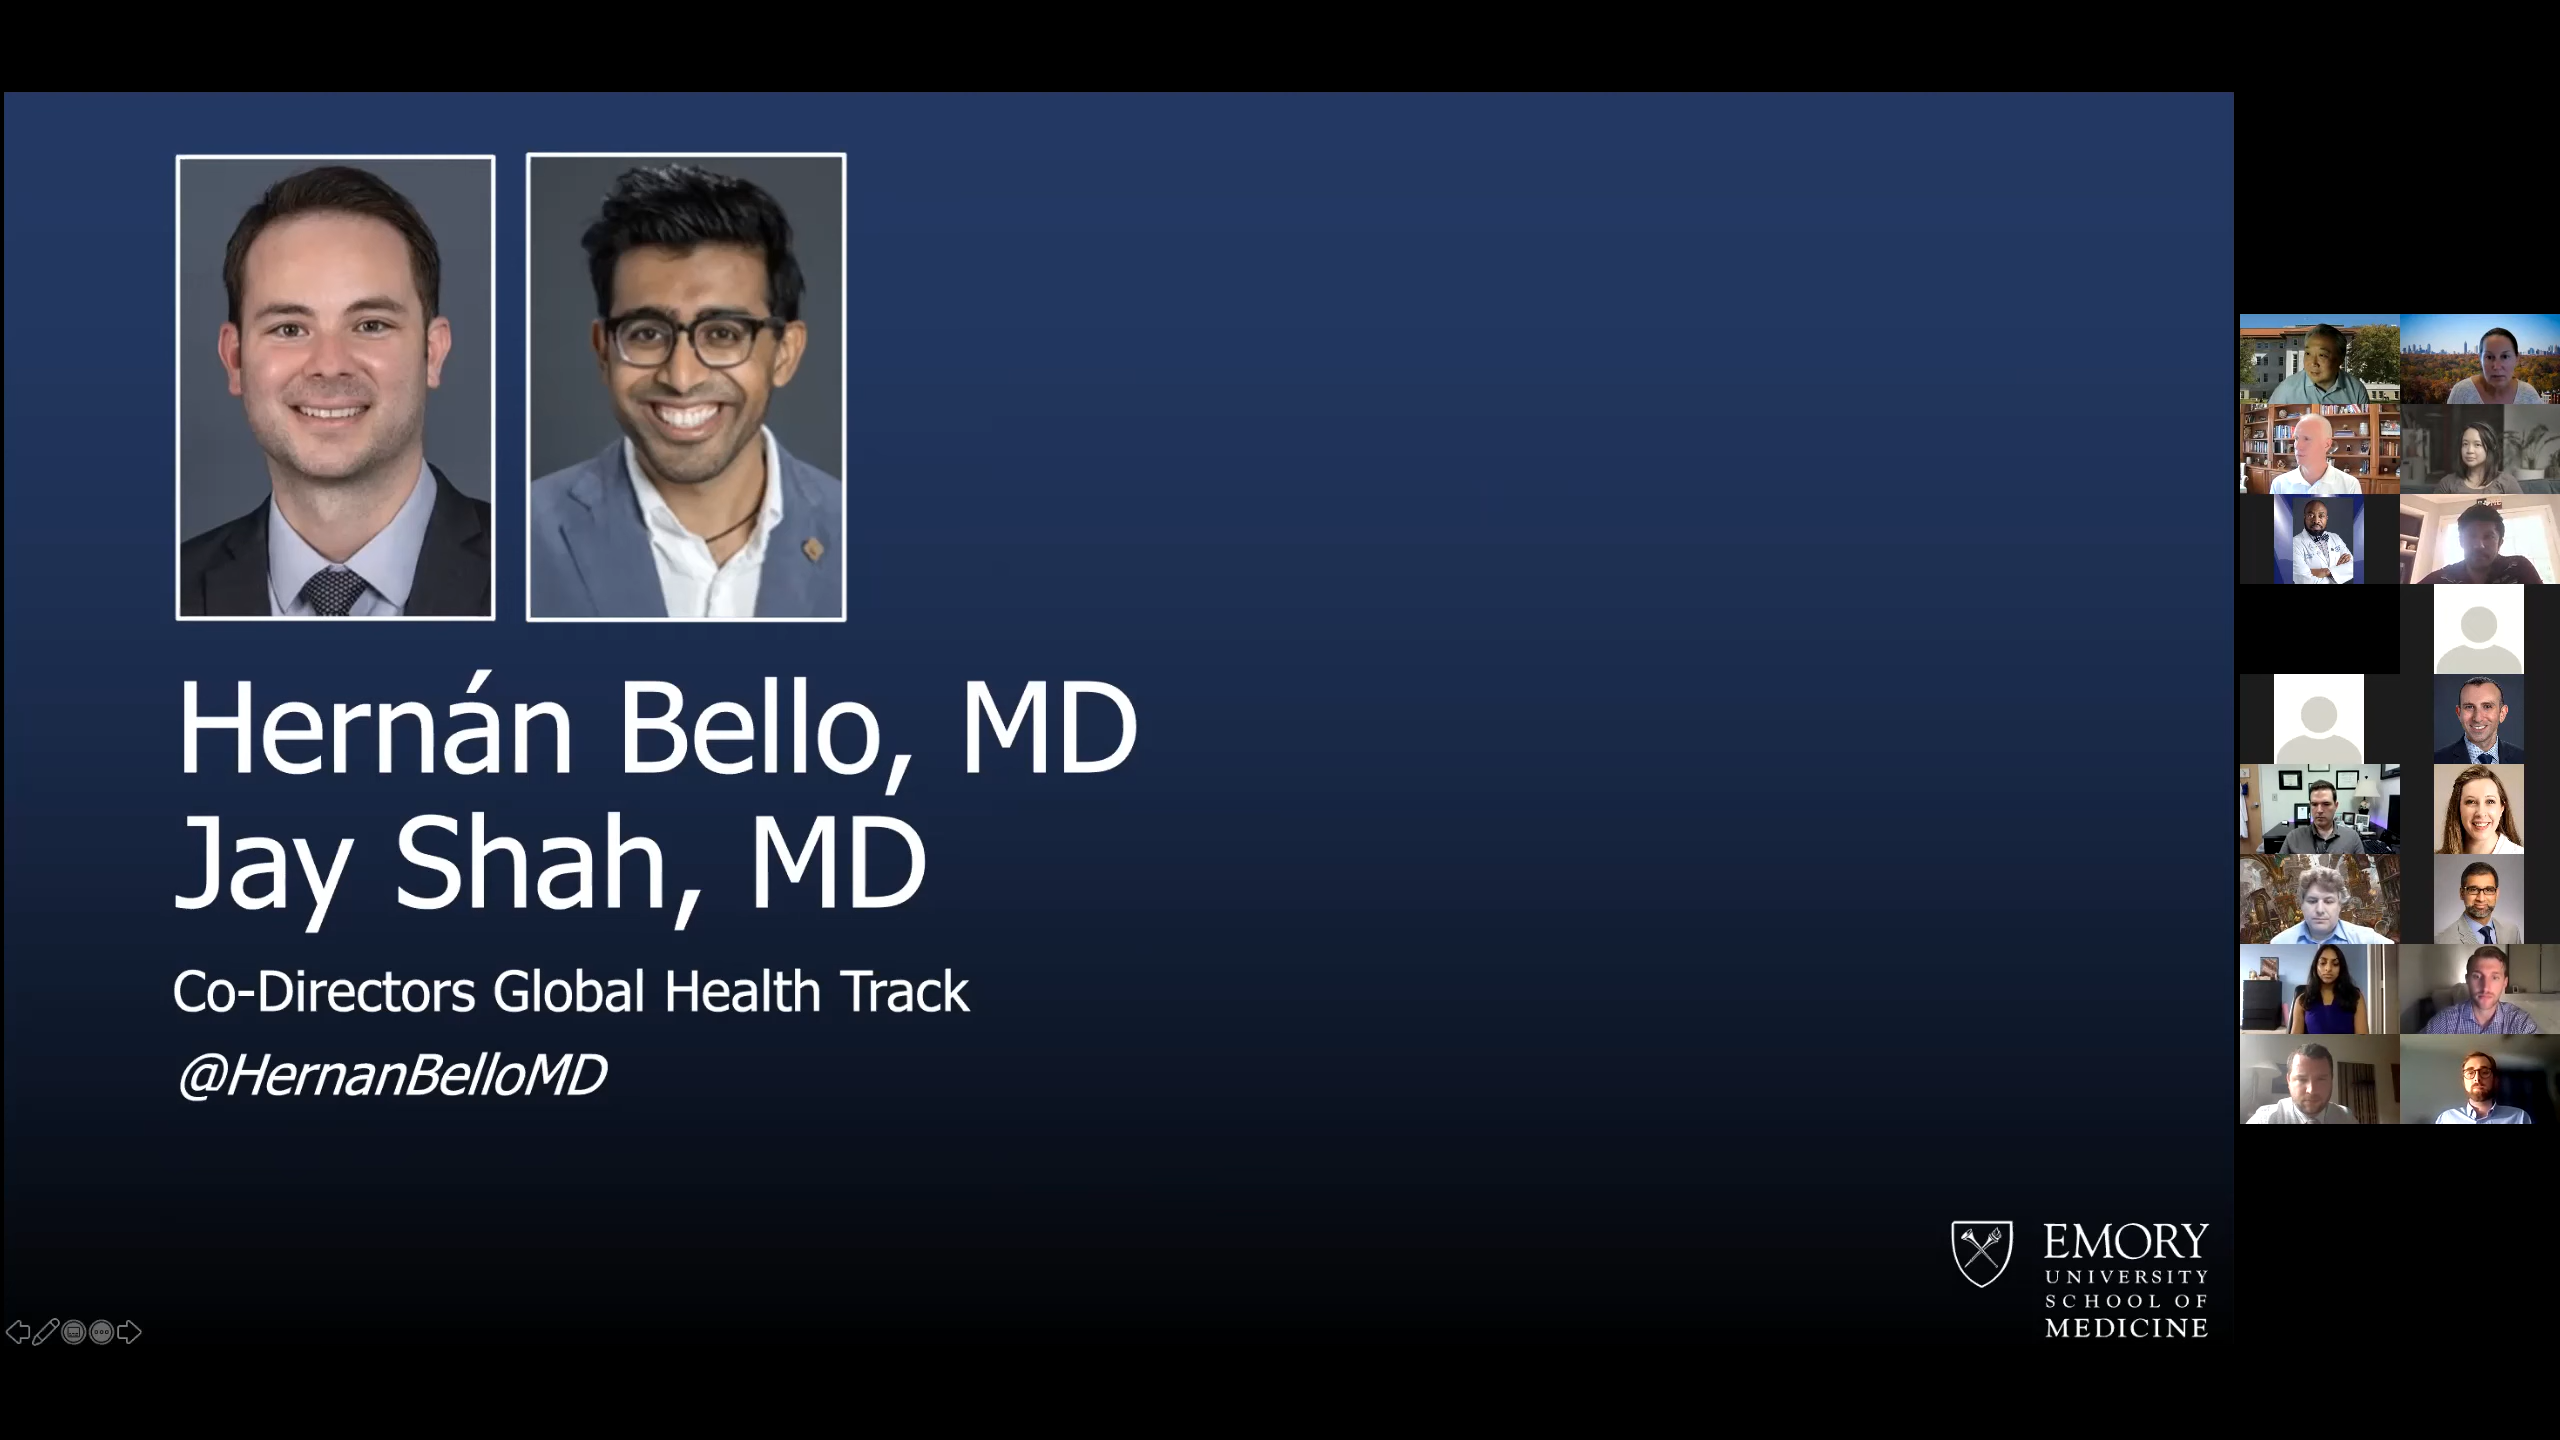 Hernán Bello, MD
Jay Shah, MD
Co-Directors Global Health Track
@HernanBelloMD
EMORY
UNIVERSITY
SCHOOL OF
MEDICINE